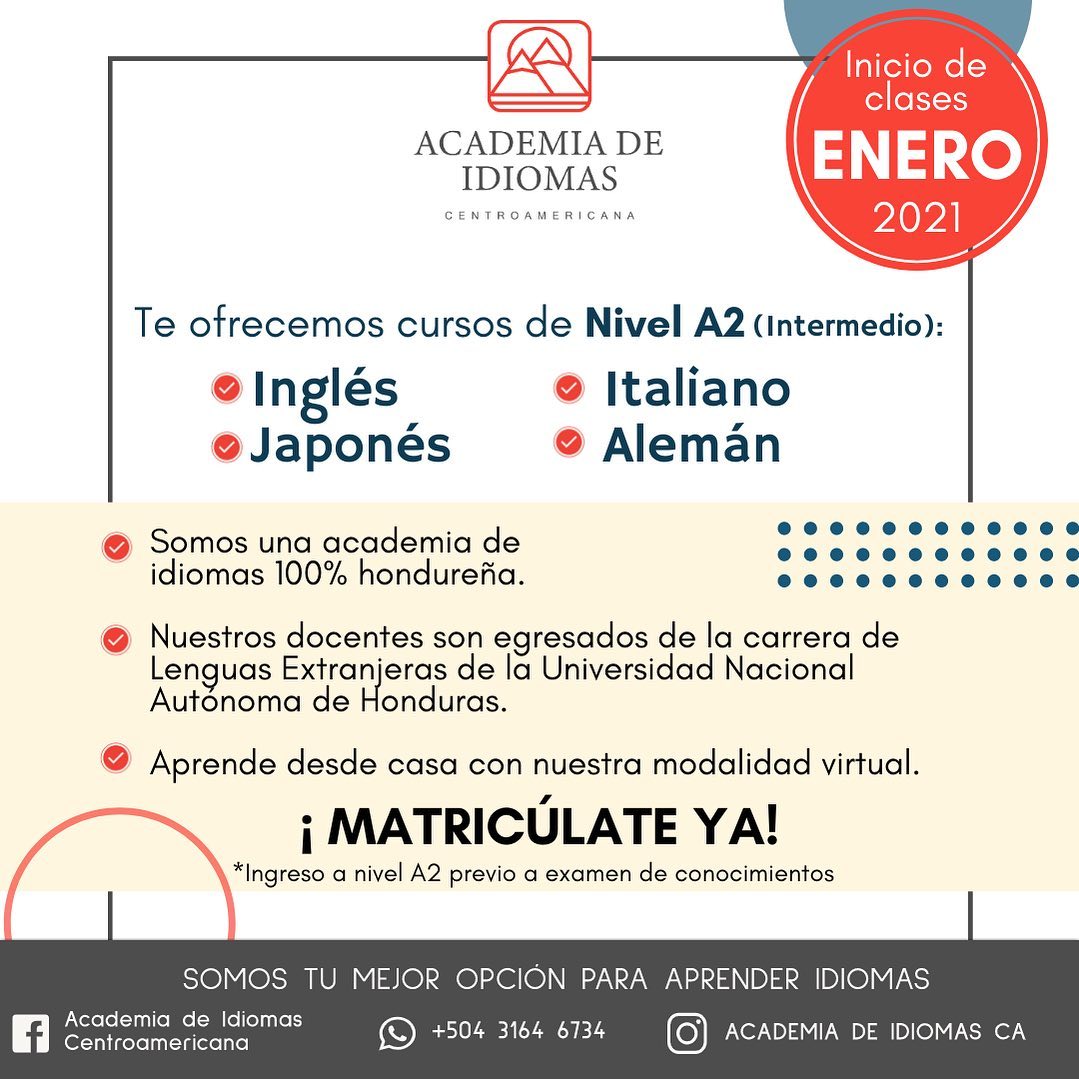 ACADEMIA DE
IDIOMAS
CENTROAMERICANA
Inicio de
clases
ENERO
2021
Te ofrecemos cursos de Nivel A2 (Intermedio):
Inglés
Italiano
Japonés
Alemán
Somos una academia de
idiomas 100% hondureña.
Nuestros docentes son egresados de la carrera de
Lenguas Extranjeras de la Universidad Nacional
Autónoma de Honduras.
Aprende desde casa con nuestra modalidad virtual.
¡ MATRICÚLATE YA!
*Ingreso a nivel A2 previo a examen de conocimientos
SOMOS TU MEJOR OPCIÓN PARA APRENDER IDIOMAS
Academia de Idiomas
Centroamericana
+504 3164 6734
ACADEMIA DE IDIOMAS CA